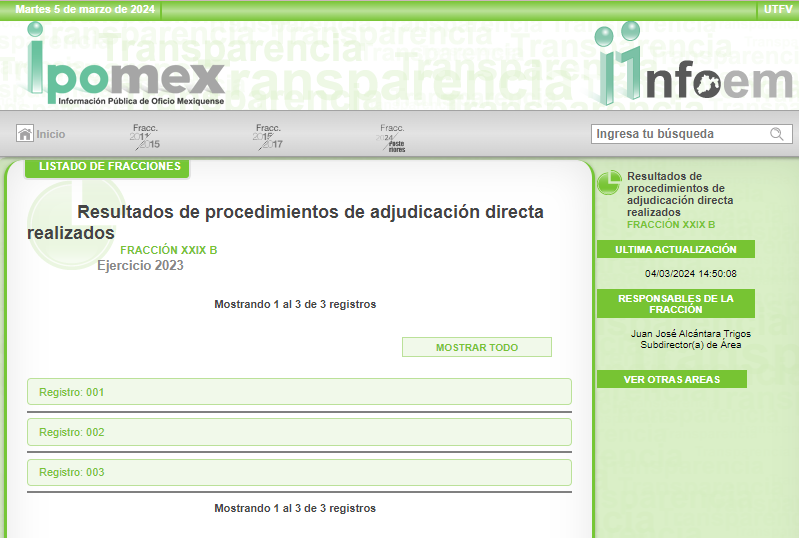 Martes 5 de marzo de 2024
UTFV
Transparencia
ipomex
Información Pública de Oficio Mexiquense
infoem
Inicio
Fracc.
2011
2015
Fracc.
2017
Fracc.
2024
Poste
riores
Ingresa tu búsqueda
LISTADO DE FRACCIONES
Resultados de procedimientos de adjudicación directa
realizados
FRACCIÓN XXIX B
Ejercicio 2023
Mostrando 1 al 3 de 3 registros
MOSTRAR TODO
Registro: 001
Registro: 002
Registro: 003
Mostrando 1 al 3 de 3 registros
Resultados de
procedimientos de
adjudicación directa
realizados
FRACCIÓN XXIX B
ULTIMA ACTUALIZACIÓN
04/03/2024 14:50:08
RESPONSABLES DE LA
FRACCIÓN
Juan José Alcántara Trigos
Subdirector(a) de Área
VER OTRAS AREAS